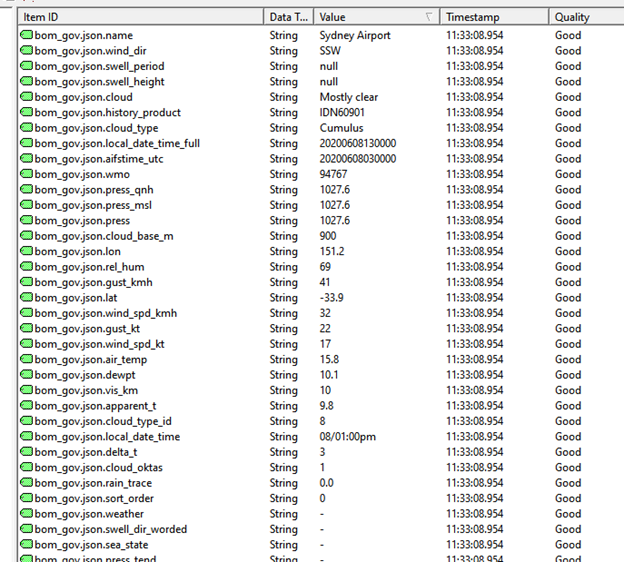 Item ID Data T... Value Timestamp Quality
bom_gov.json.name String Sydney Airport 11:33:08.954 Good
bom_gov.json.wind_dir String SSW 11:33:08.954 Good
bom_gov.json.swell_period String null 11:33:08.954 Good
bom_gov.json.swell_height String null 11:33:08.954 Good
bom_gov.json.cloud String Mostly clear 11:33:08.954 Good
bom_gov.json.history_product String IDN60901 11:33:08.954 Good
bom_gov.json.cloud_type String Cumulus 11:33:08.954 Good
bom_gov.json.local_date_time_full String 20200608130000 11:33:08.954 Good
bom_gov.json.aifstime_utc String 20200608030000 11:33:08.954 Good
bom_gov.json.wmo String 94767 11:33:08.954 Good
bom_gov.json.press_qnh String 1027.6 11:33:08.954 Good
bom_gov.json.press_msl String 1027.6 11:33:08.954 Good
bom_gov.json.press String 1027.6 11:33:08.954 Good
bom_gov.json.cloud_base_m String 900 11:33:08.954 Good
bom_gov.json.lon String 151.2 11:33:08.954 Good
bom_gov.json.rel_hum String 69 11:33:08.954 Good
bom_gov.json.gust_kmh String 41 11:33:08.954 Good
bom_gov.json.lat String -33.9 11:33:08.954 Good
bom_gov.json.wind_spd_kmh String 32 11:33:08.954 Good
bom_gov.json.gust_kt String 22 11:33:08.954 Good
bom_gov.json.wind_spd_kt String 17 11:33:08.954 Good
bom_gov.json.air_temp String 15.8 11:33:08.954 Good
bom_gov.json.dewpt String 10.1 11:33:08.954 Good
bom_gov.json.vis_km String 10 11:33:08.954 Good
bom_gov.json.apparent_t String 9.8 11:33:08.954 Good
bom_gov.json.cloud_type_id String 8 11:33:08.954 Good
bom_gov.json.local_date_time String 08/01:00pm 11:33:08.954 Good
bom_gov.json.delta_t String 3 11:33:08.954 Good
bom_gov.json.cloud_oktas String 1 11:33:08.954 Good
bom_gov.json.rain_trace String 0.0 11:33:08.954 Good
bom_gov.json.sort_order String 0 11:33:08.954 Good
bom_gov.json.weather String - 11:33:08.954 Good
bom_gov.json.swell_dir_worded String - 11:33:08.954 Good
bom_gov.json.sea_state String - 11:33:08.954 Good
bom_gov.json.press_tend String - 11:33:08.954 Good